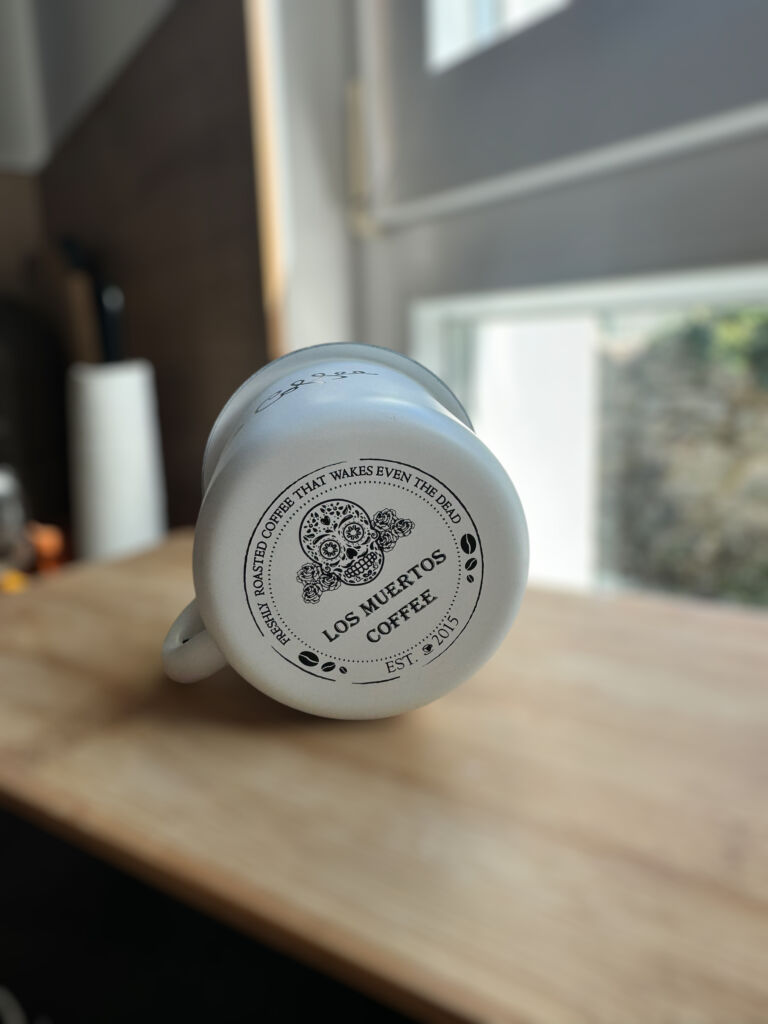 FRESHLY ROASTED COFFEE THAT WAKES EVEN THE DEAD
LOS MUERTOS
COFFEE
EST. 2015